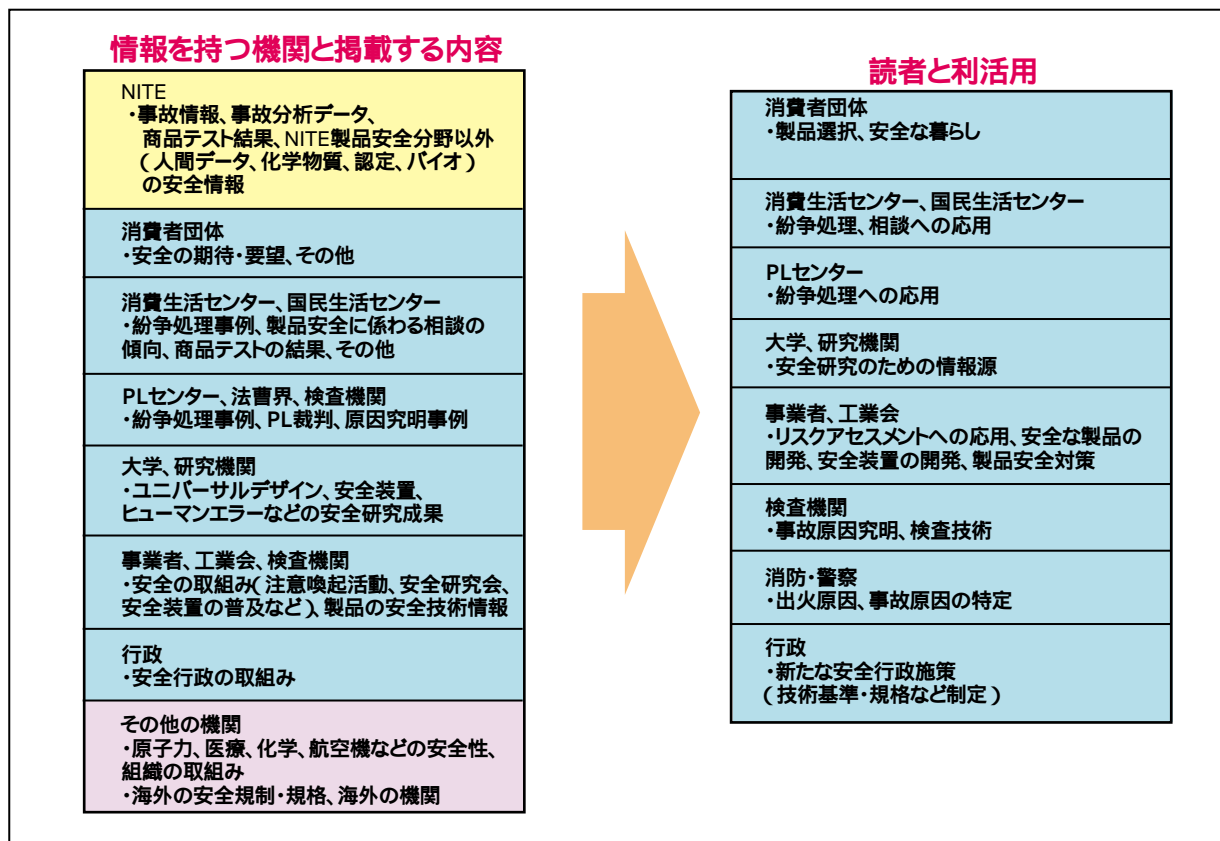 情報を持つ機関と掲載する内容
NITE
・事故情報、事故分析データ、
商品テスト結果、NITE製品安全分野以外
(人間データ、化学物質、認定、バイオ)
の安全情報
消費者団体
・安全の期待・要望、その他
消費生活センター、国民生活センター
・紛争処理事例、製品安全に係わる相談の
傾向、商品テストの結果、その他
PLセンター、法曹界、検査機関
・紛争処理事例、PL裁判、原因究明事例
大学、研究機関
・ユニバーサルデザイン、安全装置、
ヒューマンエラーなどの安全研究成果
事業者、工業会、検査機関
・安全の取組み(注意喚起活動、安全研究会、
安全装置の普及など)、製品の安全技術情報
行政
・安全行政の取組み
その他の機関
・原子力、医療、化学、航空機などの安全性、
組織の取組み
・海外の安全規制・規格、海外の機関
読者と利活用
消費者団体
・製品選択、安全な暮らし
消費生活センター、国民生活センター
・紛争処理、相談への応用
PLセンター
・紛争処理への応用
大学、研究機関
・安全研究のための情報源
事業者、工業会
・リスクアセスメントへの応用、安全な製品の
開発、安全装置の開発、製品安全対策
検査機関
・事故原因究明、検査技術
消防・警察
・出火原因、事故原因の特定
行政
・新たな安全行政施策
(技術基準・規格など制定)